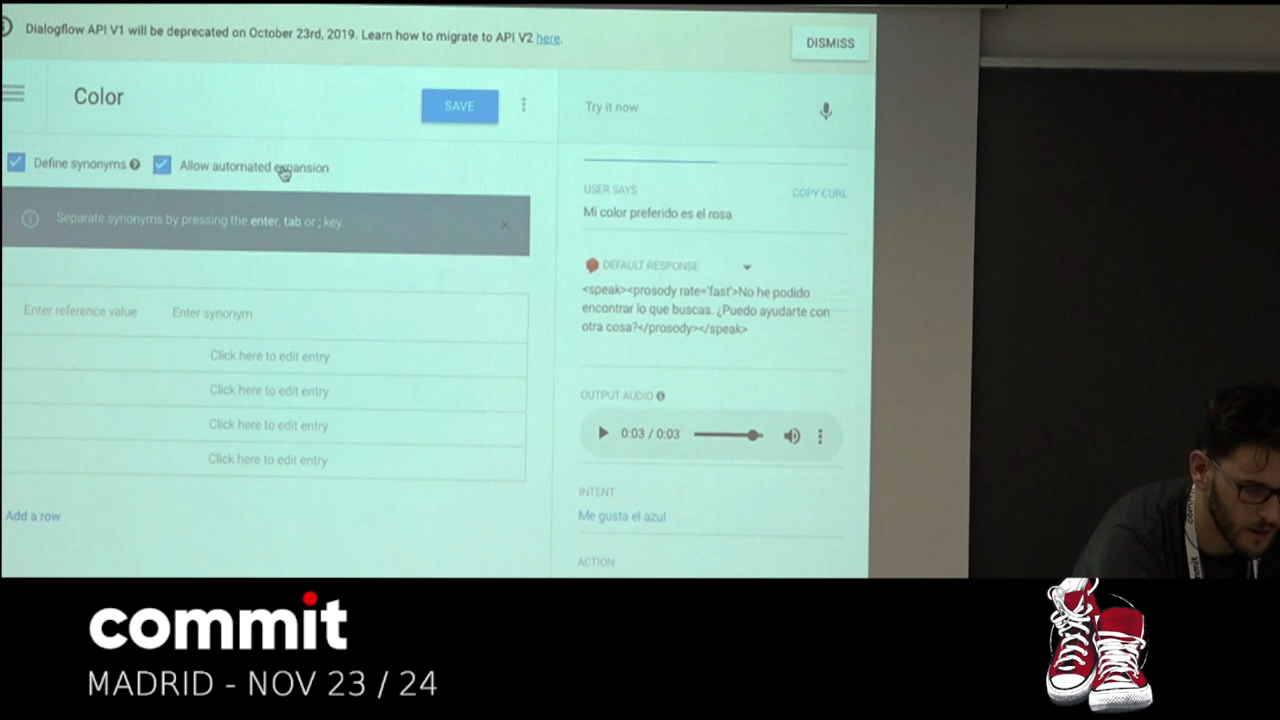 Dialogflow API V1 will be deprecated on October 23rd, 2019. Learn how to migrate to API V2 here.
DISMISS
Color
SAVE
Define synonyms
Allow automated expansion
Separate synonyms by pressing the enter, tab or ; key.
Enter reference value
Enter synonym
Click here to edit entry
Click here to edit entry
Click here to edit entry
Click here to edit entry
Add a row
Try it now
USER SAYS
COPY CURL
Mi color preferido es el rosa
DEFAULT RESPONSE
<speak><prosody rate='fast'>No he podido
encontrar lo que buscas. ¿Puedo ayudarte con
otra cosa?</prosody></speak>
OUTPUT AUDIO
0:03 / 0:03
INTENT
Me gusta el azul
ACTION
commit
MADRID - NOV 23 / 24